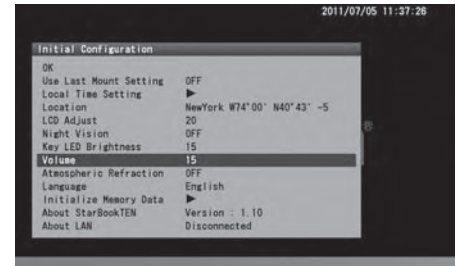 2011/07/05 11:37:26
Initial Configuration
OK
Use Last Mount Setting OFF
Local Time Setting ▶
Location NewYork W74°00' N40°43' -5
LCD Adjust 20
Night Vision OFF
Key LED Brightness 15
Volume 15
Atmospheric Refraction OFF
Language English
Initialize Memory Data ▶
About StarBookTEN Version : 1.10
About LAN Disconnected
®